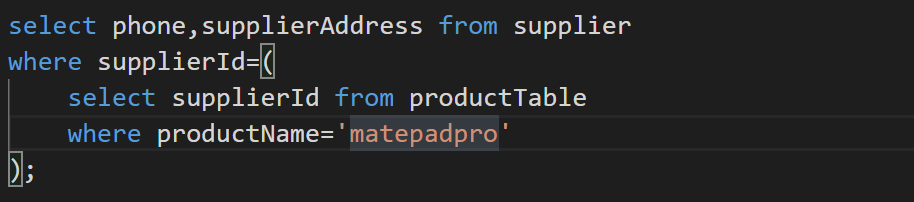 select phone,supplierAddress from supplier
where supplierId=(
    select supplierId from productTable
    where productName='matepadpro'
);